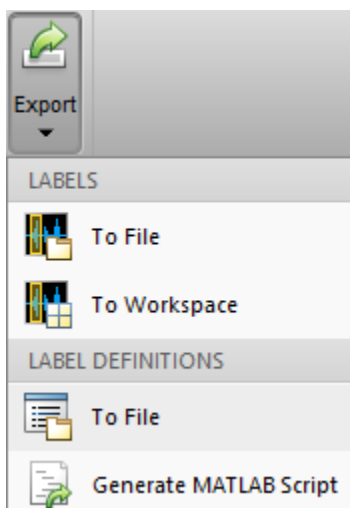 Export
LABELS
To File
To Workspace
LABEL DEFINITIONS
To File
Generate MATLAB Script